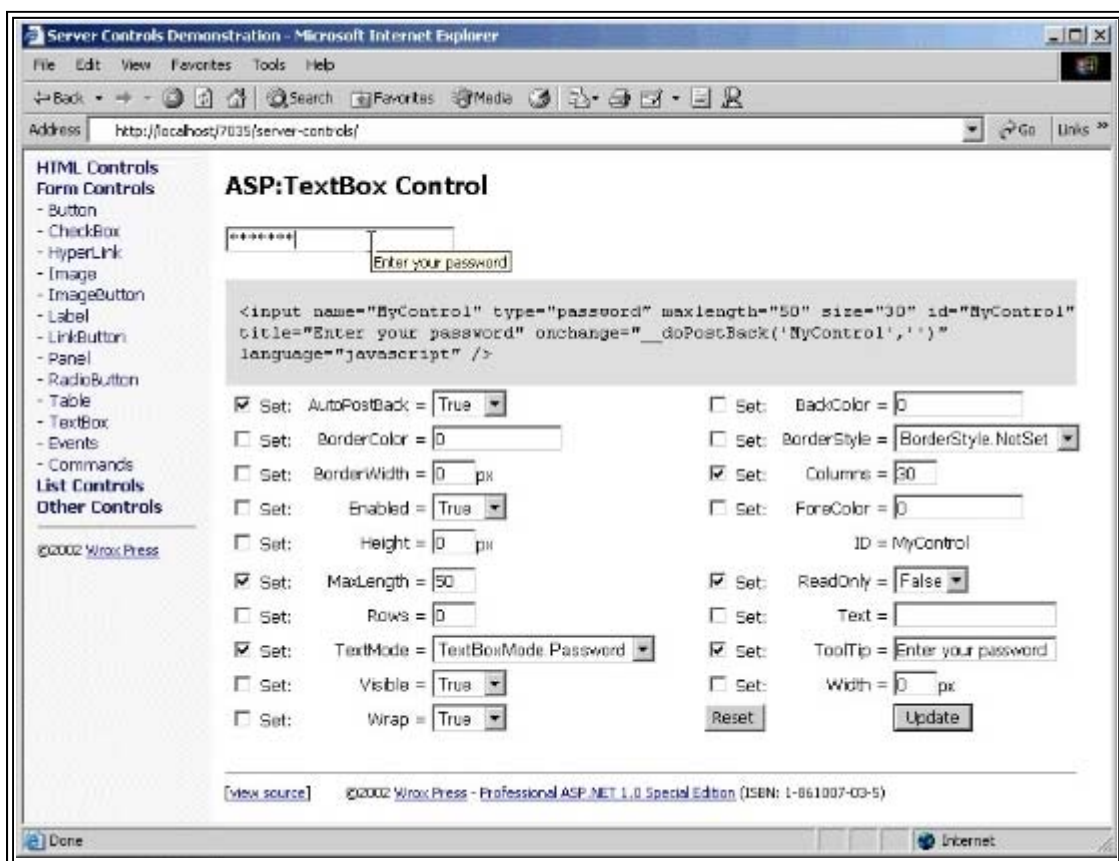 Server Controls Demonstration - Microsoft Internet Explorer
File Edit View Favorites Tools Help
Back Search Favorites Media
Address http://localhost/7035/server-controls/ Go Links »
HTML Controls
Form Controls
- Button
- CheckBox
- HyperLink
- Image
- ImageButton
- Label
- LinkButton
- Panel
- RadioButton
- Table
- TextBox
- Events
- Commands
List Controls
Other Controls
©2002 Wrox Press
ASP:TextBox Control
*******
Enter your password
<input name="MyControl" type="password" maxlength="50" size="30" id="MyControl"
title="Enter your password" onchange="__doPostBack('MyControl','')"
language="javascript" />
Set: AutoPostBack = True Set: BackColor = 0
Set: BorderColor = 0 Set: BorderStyle = BorderStyle.NotSet
Set: BorderWidth = 0 px Set: Columns = 30
Set: Enabled = True Set: ForeColor = 0
Set: Height = 0 px ID = MyControl
Set: MaxLength = 50 Set: ReadOnly = False
Set: Rows = 0 Set: Text =
Set: TextMode = TextBoxMode.Password Set: ToolTip = Enter your password
Set: Visible = True Set: Width = 0 px
Set: Wrap = True Reset Update
[view source] ©2002 Wrox Press - Professional ASP.NET 1.0 Special Edition (ISBN: 1-861007-03-5)
Done Internet